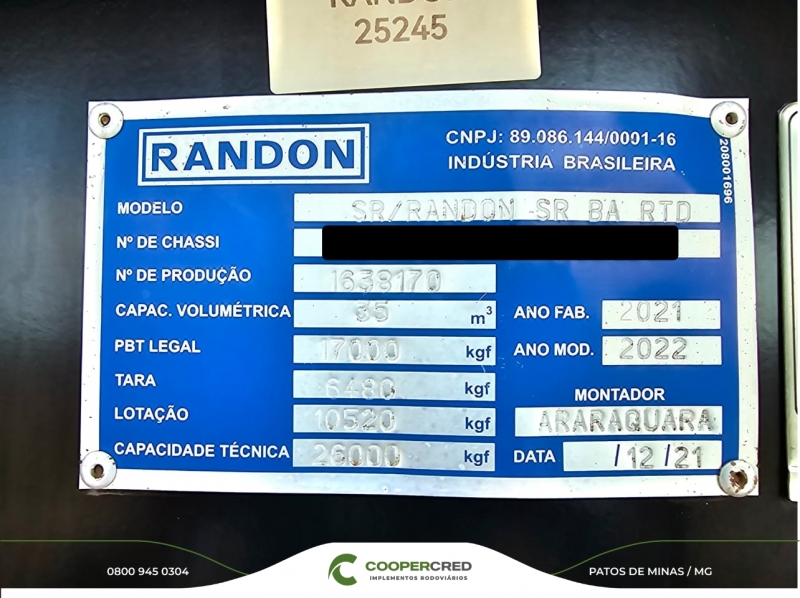 25245
RANDON
CNPJ: 89.086.144/0001-16
INDÚSTRIA BRASILEIRA
208001696
MODELO SR/RANDON SR BA RTD
Nº DE CHASSI
Nº DE PRODUÇÃO 1638170
CAPAC. VOLUMÉTRICA 35 m³ ANO FAB. 2021
PBT LEGAL 17000 kgf ANO MOD. 2022
TARA 6480 kgf
MONTADOR
LOTAÇÃO 10520 kgf ARARAQUARA
CAPACIDADE TÉCNICA 26000 kgf DATA /12/21
0800 945 0304
COOPERCRED
IMPLEMENTOS RODOVIÁRIOS
PATOS DE MINAS / MG